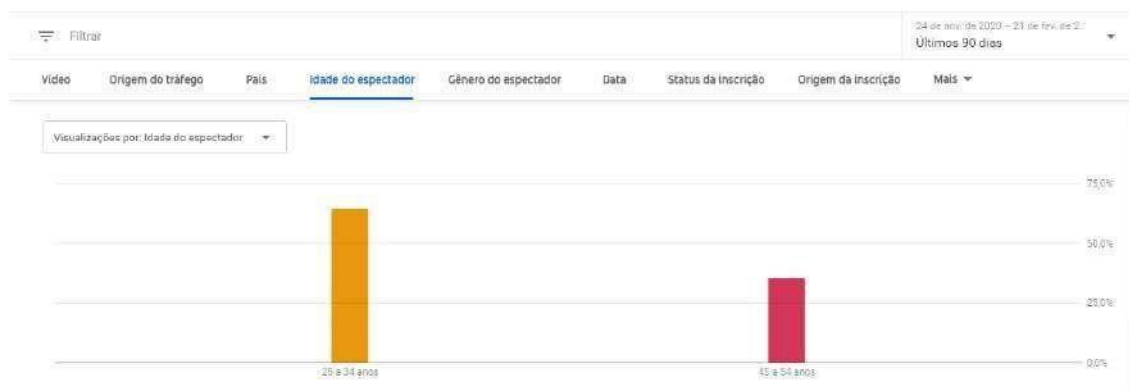 Filtrar
24 de nov. de 2020 – 21 de fev. de 2...
Últimos 90 dias
Vídeo Origem do tráfego País Idade do espectador Gênero do espectador Data Status da inscrição Origem da inscrição Mais
Visualizações por: Idade do espectador
75,0%
50,0%
25,0%
0,0%
25 a 34 anos 45 a 54 anos